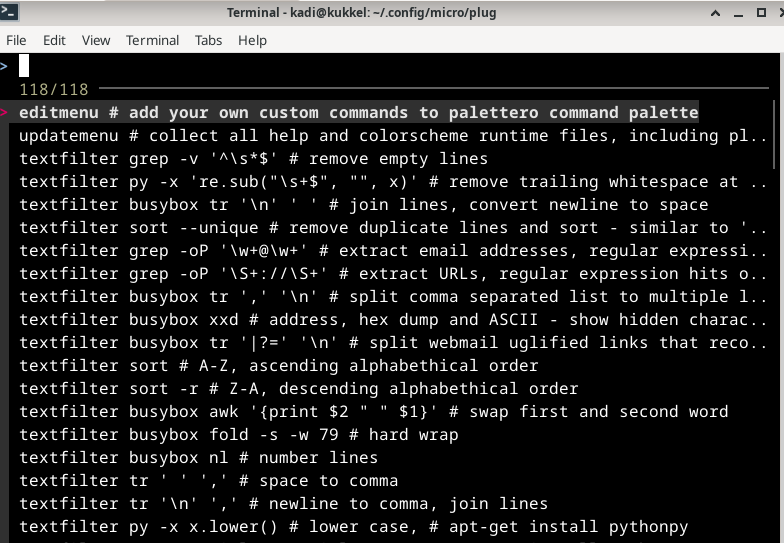 Terminal - kadi@kukkel: ~/.config/micro/plug
File Edit View Terminal Tabs Help
>
118/118
> editmenu # add your own custom commands to palettero command palette
updatemenu # collect all help and colorscheme runtime files, including pl..
textfilter grep -v '^\s*$' # remove empty lines
textfilter py -x 're.sub("\s+$", "", x)' # remove trailing whitespace at ..
textfilter busybox tr '\n' ' ' # join lines, convert newline to space
textfilter sort --unique # remove duplicate lines and sort - similar to '..
textfilter grep -oP '\w+@\w+' # extract email addresses, regular expressi..
textfilter grep -oP '\S+://\S+' # extract URLs, regular expression hits o..
textfilter busybox tr ',' '\n' # split comma separated list to multiple l..
textfilter busybox xxd # address, hex dump and ASCII - show hidden charac..
textfilter busybox tr '|?=' '\n' # split webmail uglified links that reco..
textfilter sort # A-Z, ascending alphabethical order
textfilter sort -r # Z-A, descending alphabethical order
textfilter busybox awk '{print $2 " " $1}' # swap first and second word
textfilter busybox fold -s -w 79 # hard wrap
textfilter busybox nl # number lines
textfilter tr ' ' ',' # space to comma
textfilter tr '\n' ',' # newline to comma, join lines
textfilter py -x x.lower() # lower case, # apt-get install pythonpy